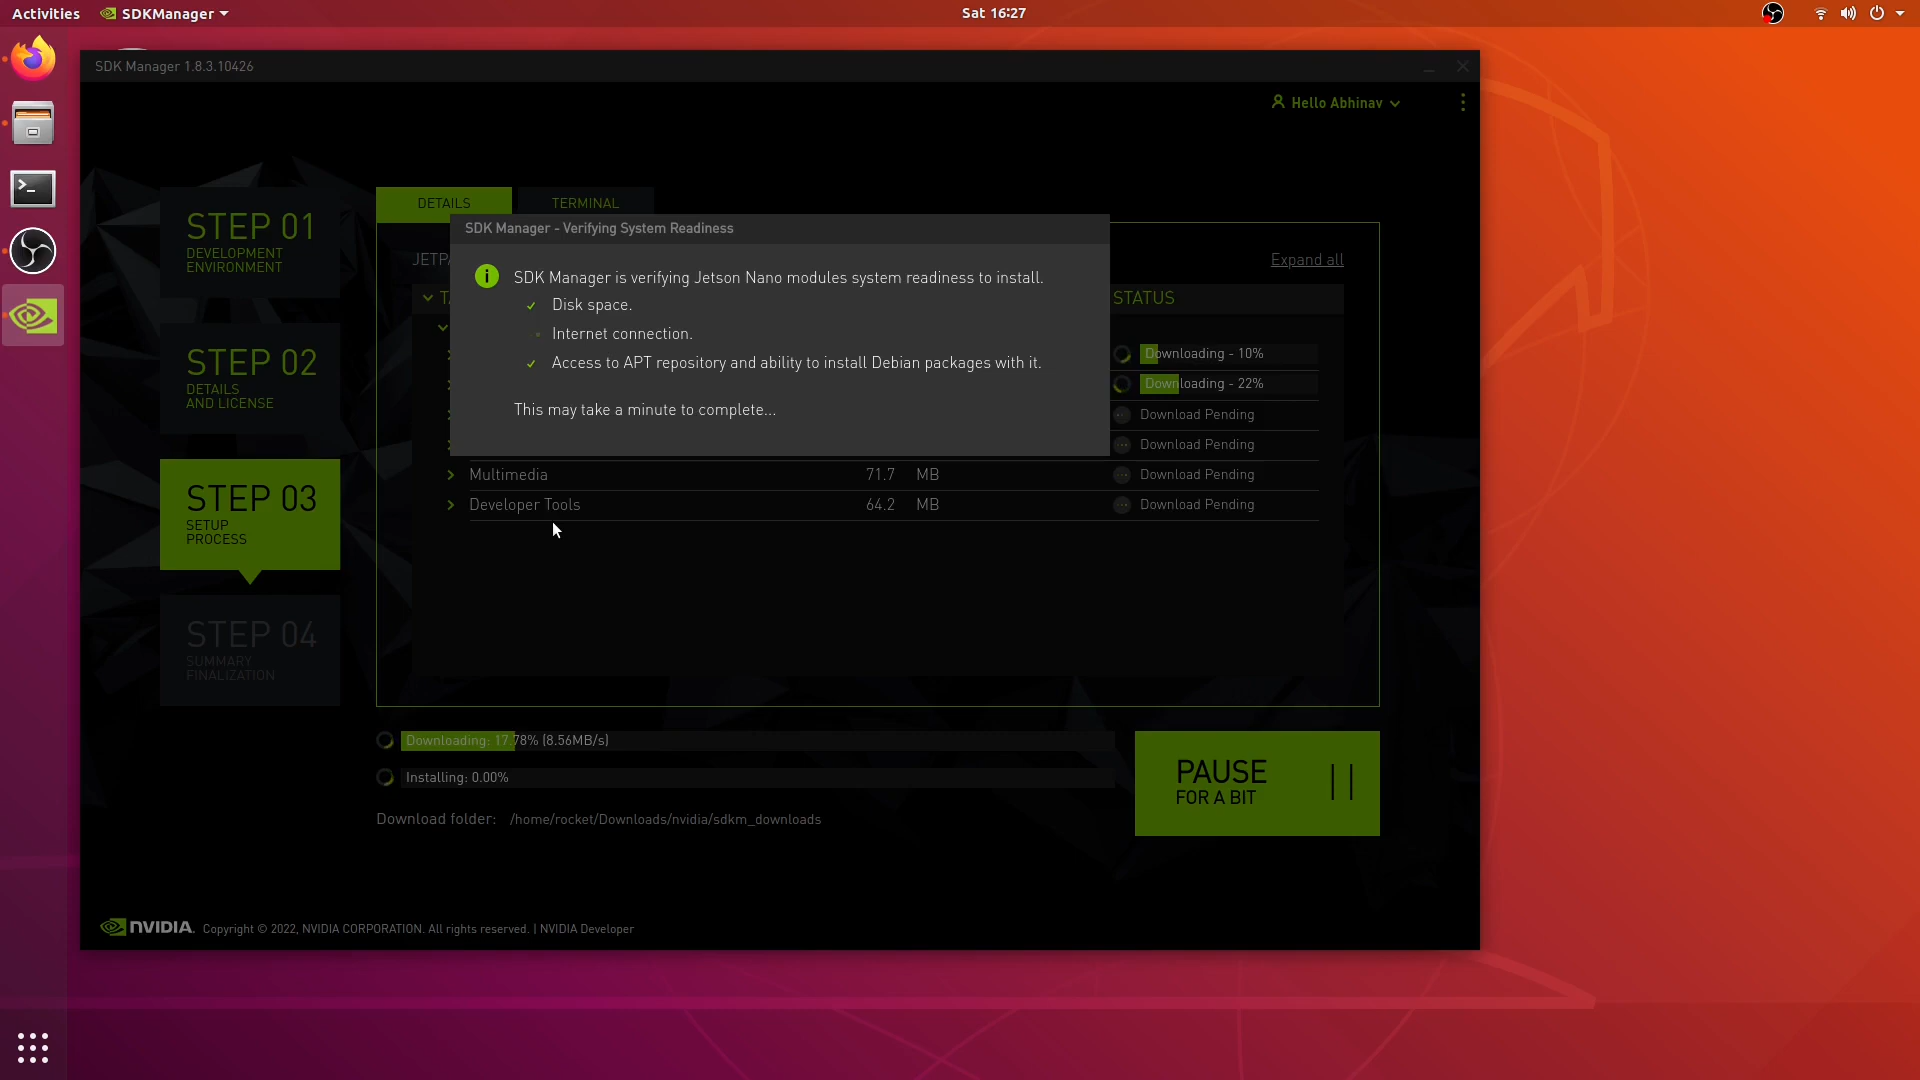 Activities
SDKManager
Sat 16:27
SDK Manager 1.8.3.10426
Hello Abhinav
STEP 01
DEVELOPMENT
ENVIRONMENT
STEP 02
DETAILS
AND LICENSE
STEP 03
SETUP
PROCESS
STEP 04
SUMMARY
FINALIZATION
DETAILS
TERMINAL
Expand all
STATUS
SDK Manager - Verifying System Readiness
SDK Manager is verifying Jetson Nano modules system readiness to install.
Disk space.
Internet connection.
Access to APT repository and ability to install Debian packages with it.
This may take a minute to complete...
Downloading - 10%
Downloading - 22%
Download Pending
Download Pending
Multimedia 71.7 MB Download Pending
Developer Tools 64.2 MB Download Pending
Downloading: 17.78% (8.56MB/s)
Installing: 0.00%
Download folder: /home/rocket/Downloads/nvidia/sdkm_downloads
PAUSE
FOR A BIT
NVIDIA. Copyright © 2022, NVIDIA CORPORATION. All rights reserved. | NVIDIA Developer